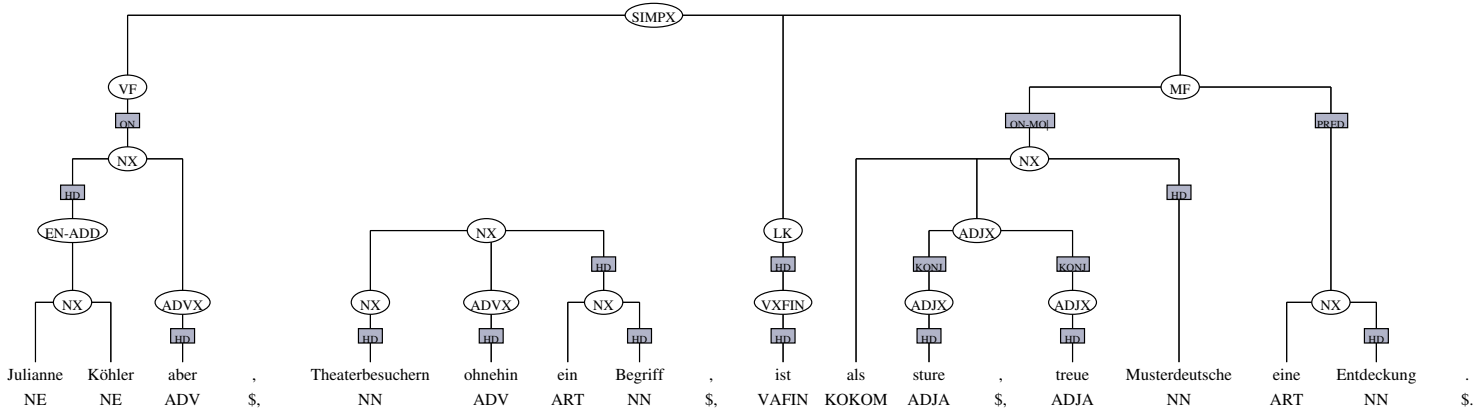 SIMPX
VF MF
ON ON-MO| PRED
NX NX
HD HD
EN-ADD NX LK ADJX
HD HD KONJ KONJ
NX ADVX NX ADVX NX VXFIN ADJX ADJX NX
HD HD HD HD HD HD HD HD
Julianne Köhler aber , Theaterbesuchern ohnehin ein Begriff , ist als sture , treue Musterdeutsche eine Entdeckung .
NE NE ADV $, NN ADV ART NN $, VAFIN KOKOM ADJA $, ADJA NN ART NN $.